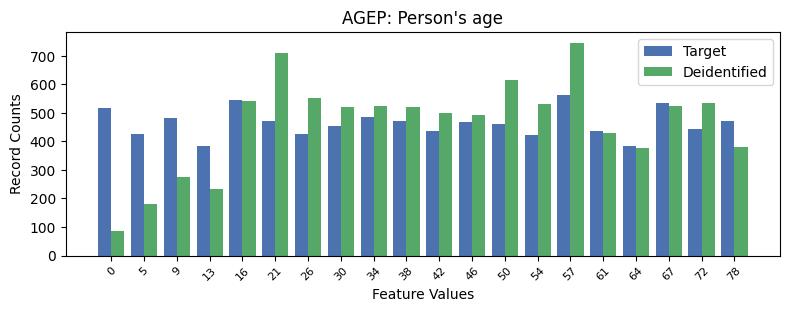 AGEP: Person's age
Target
Deidentified
Record Counts
700
600
500
400
300
200
100
0
0 5 9 13 16 21 26 30 34 38 42 46 50 54 57 61 64 67 72 78
Feature Values